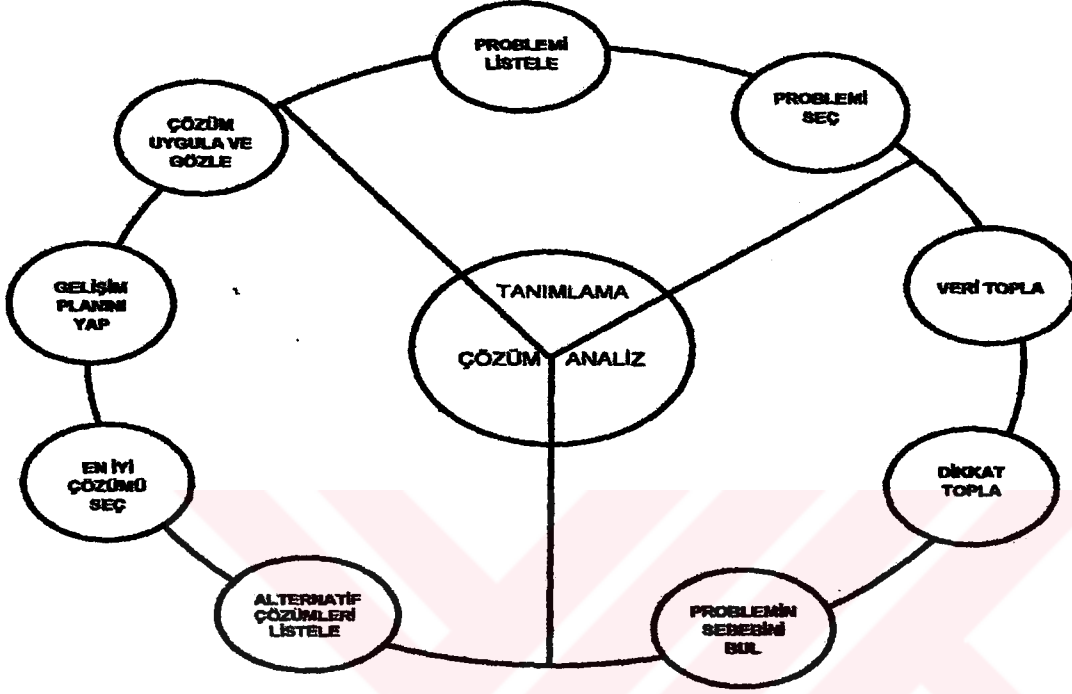 PROBLEMİ
LİSTELE
PROBLEMİ
SEÇ
VERİ TOPLA
DİKKAT
TOPLA
PROBLEMİN
SEBEBİNİ
BUL
ALTERNATİF
ÇÖZÜMLERİ
LİSTELE
EN İYİ
ÇÖZÜMÜ
SEÇ
GELİŞİM
PLANINI
YAP
ÇÖZÜM
UYGULA VE
GÖZLE
TANIMLAMA
ÇÖZÜM ANALİZ